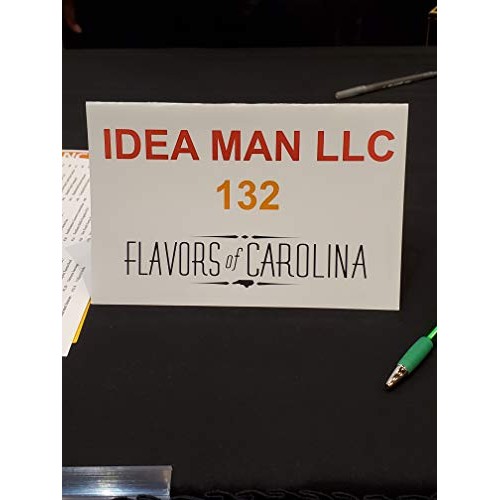 IDEA MAN LLC
132
FLAVORS of CAROLINA